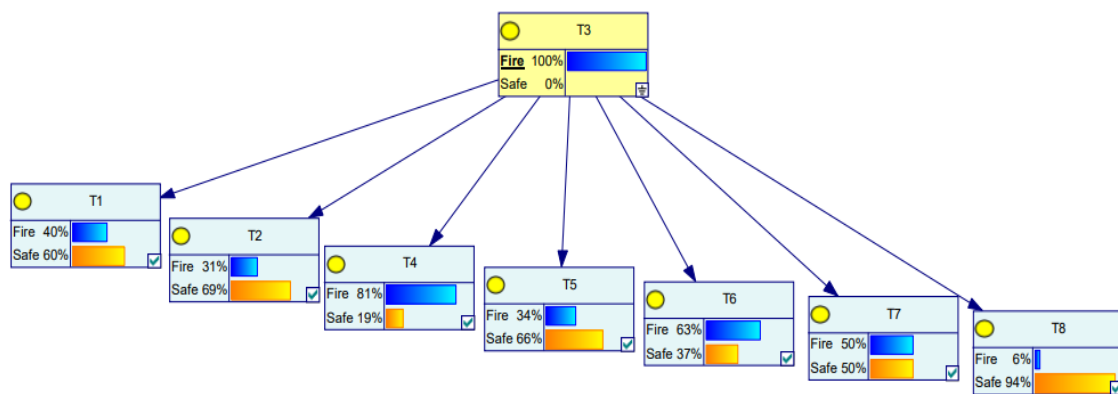 T3
Fire 100%
Safe 0%
T1
Fire 40%
Safe 60%
T2
Fire 31%
Safe 69%
T4
Fire 81%
Safe 19%
T5
Fire 34%
Safe 66%
T6
Fire 63%
Safe 37%
T7
Fire 50%
Safe 50%
T8
Fire 6%
Safe 94%